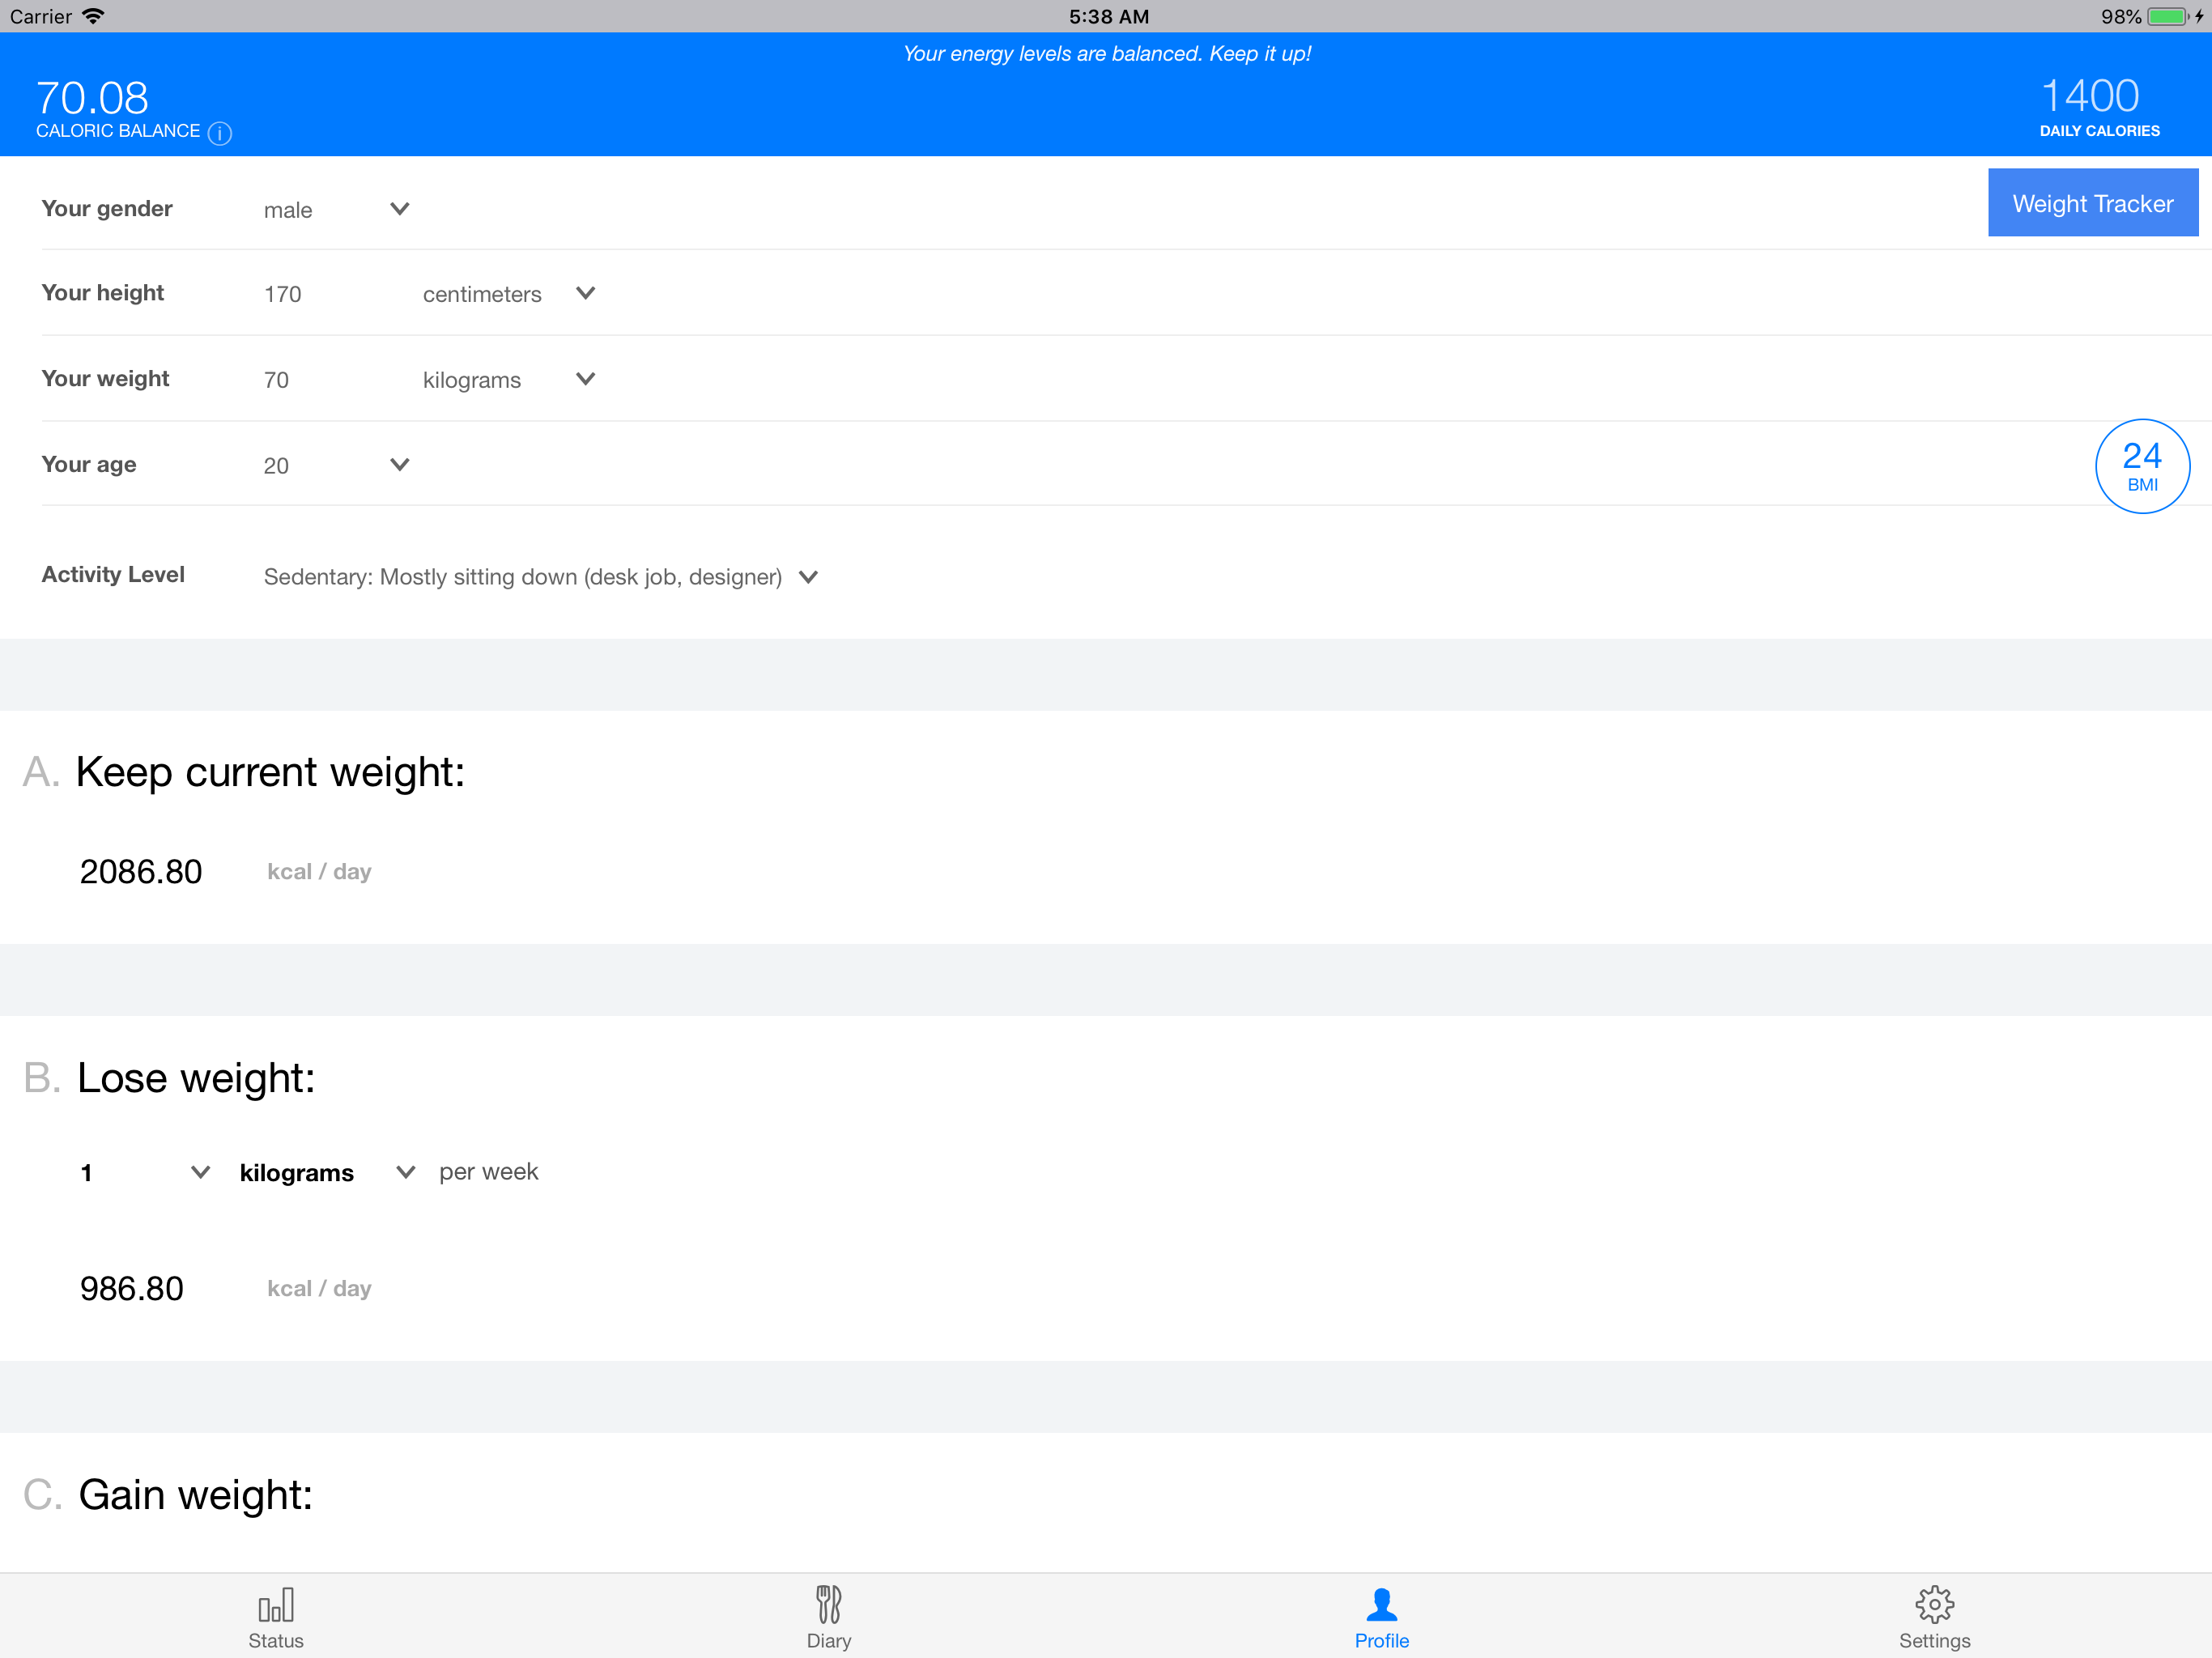 Carrier 5:38 AM 98%
Your energy levels are balanced. Keep it up!
70.08 1400
CALORIC BALANCE i DAILY CALORIES
Your gender male Weight Tracker
Your height 170 centimeters
Your weight 70 kilograms
Your age 20 24
BMI
Activity Level Sedentary: Mostly sitting down (desk job, designer)
A. Keep current weight:
2086.80 kcal / day
B. Lose weight:
1 kilograms per week
986.80 kcal / day
C. Gain weight:
Status Diary Profile Settings